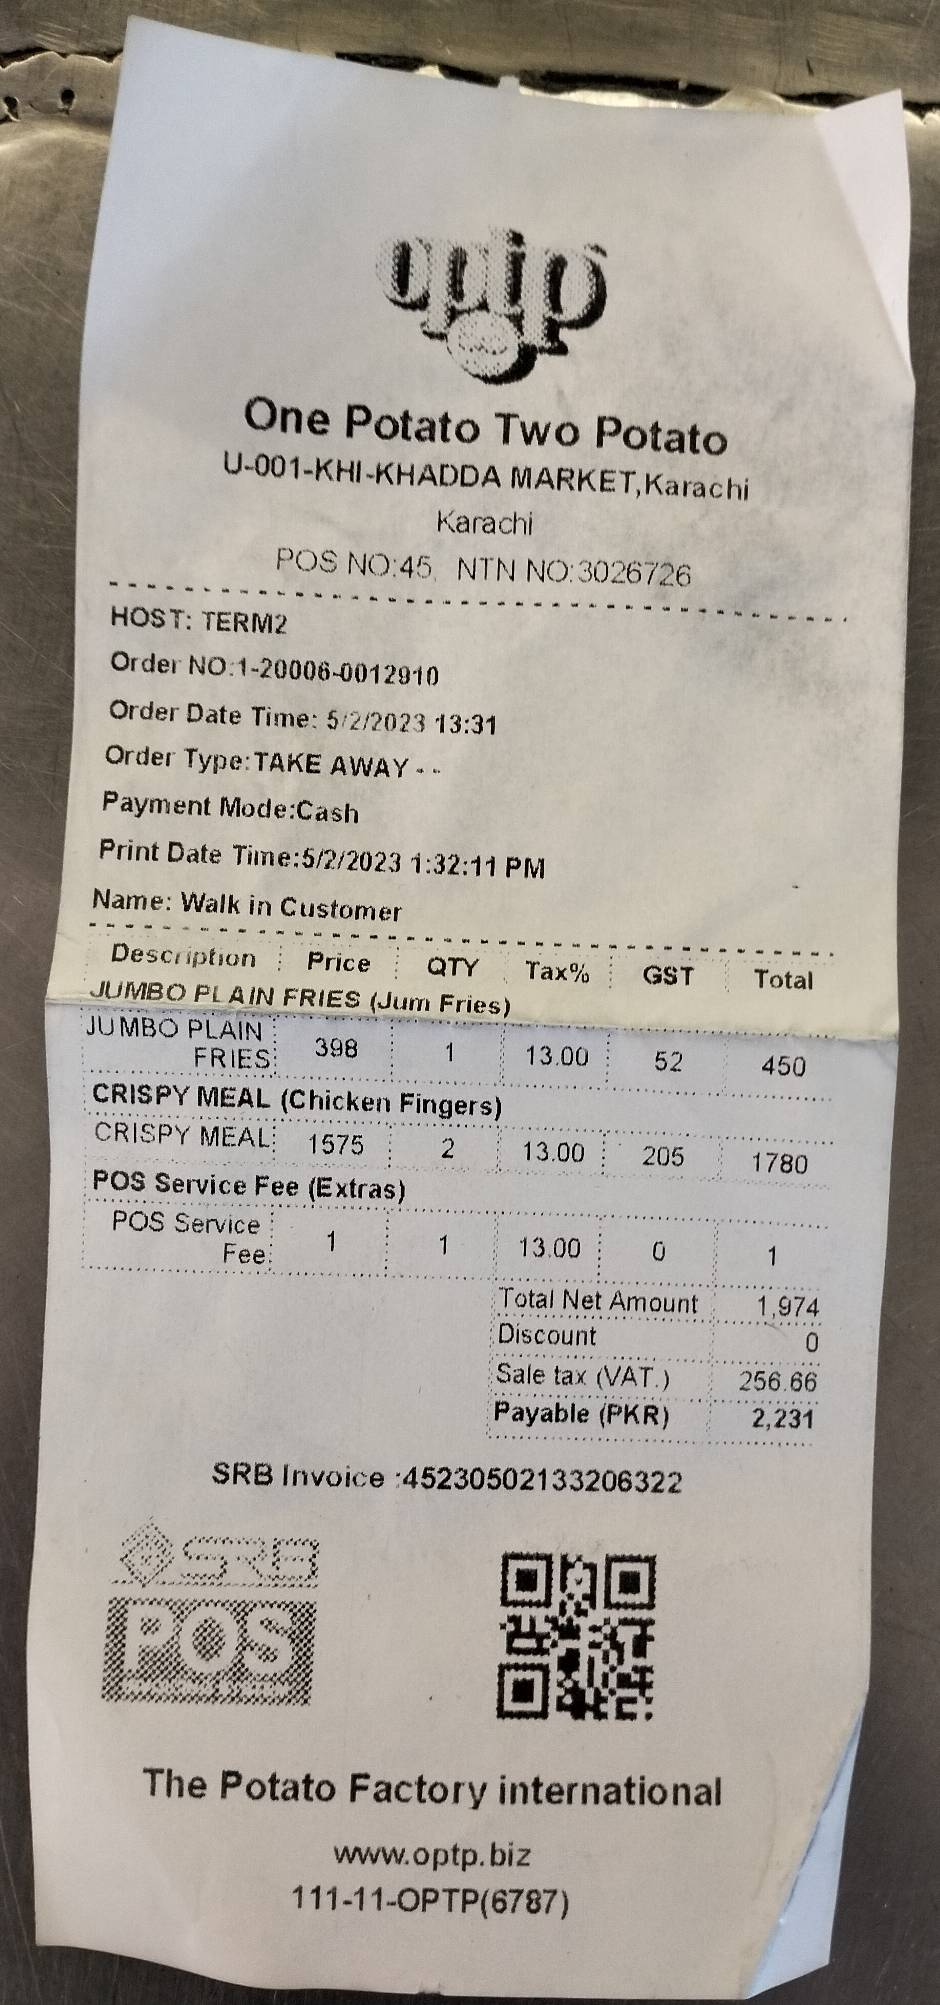 optp
One Potato Two Potato
U-001-KHI-KHADDA MARKET,Karachi
Karachi
POS NO:45, NTN NO:3026726
HOST: TERM2
Order NO:1-20006-0012910
Order Date Time: 5/2/2023 13:31
Order Type:TAKE AWAY - -
Payment Mode:Cash
Print Date Time:5/2/2023 1:32:11 PM
Name: Walk in Customer
Description Price QTY Tax% GST Total
JUMBO PLAIN FRIES (Jum Fries)
JUMBO PLAIN
FRIES 398 1 13.00 52 450
CRISPY MEAL (Chicken Fingers)
CRISPY MEAL 1575 2 13.00 205 1780
POS Service Fee (Extras)
POS Service
Fee 1 1 13.00 0 1
Total Net Amount 1,974
Discount 0
Sale tax (VAT.) 256.66
Payable (PKR) 2,231
SRB Invoice :45230502133206322
SRB
POS
The Potato Factory international
www.optp.biz
111-11-OPTP(6787)